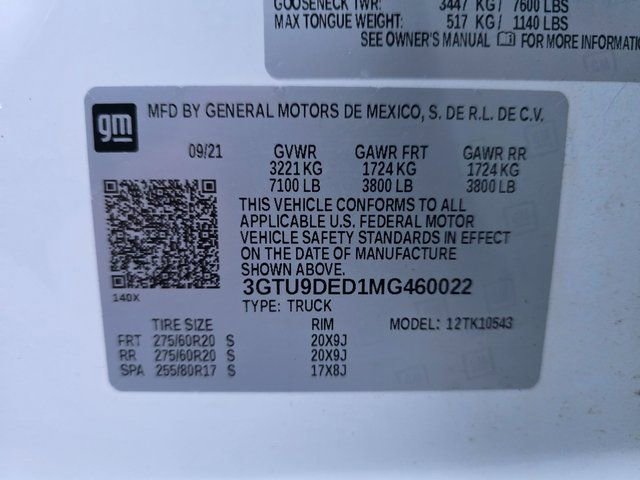 GOOSENECK TWR: 3447 KG / 7600 LBS
MAX TONGUE WEIGHT: 517 KG / 1140 LBS
SEE OWNER'S MANUAL FOR MORE INFORMATIO
gm
MFD BY GENERAL MOTORS DE MEXICO, S. DE R.L. DE C.V.
09/21 GVWR GAWR FRT GAWR RR
3221 KG 1724 KG 1724 KG
7100 LB 3800 LB 3800 LB
THIS VEHICLE CONFORMS TO ALL
APPLICABLE U.S. FEDERAL MOTOR
VEHICLE SAFETY STANDARDS IN EFFECT
ON THE DATE OF MANUFACTURE
SHOWN ABOVE.
3GTU9DED1MG460022
140X
TYPE: TRUCK
TIRE SIZE RIM MODEL: 12TK10543
FRT 275/60R20 S 20X9J
RR 275/60R20 S 20X9J
SPA 255/80R17 S 17X8J